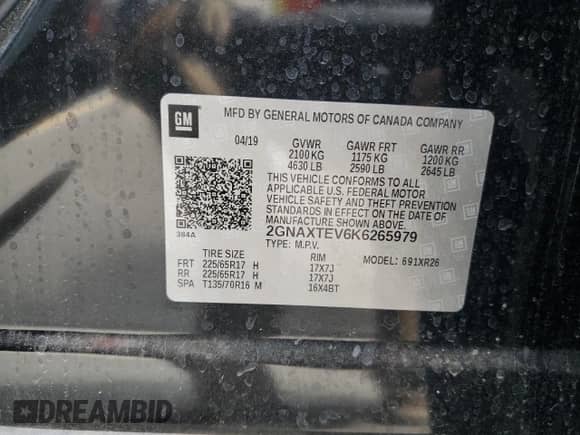 GM
MFD BY GENERAL MOTORS OF CANADA COMPANY
04/19 GVWR GAWR FRT GAWR RR
2100 KG 1175 KG 1200 KG
4630 LB 2590 LB 2645 LB
THIS VEHICLE CONFORMS TO ALL
APPLICABLE U.S. FEDERAL MOTOR
VEHICLE SAFETY AND THEFT PREVENTION
STANDARDS IN EFFECT ON THE DATE OF
MANUFACTURE SHOWN ABOVE.
384A 2GNAXTEV6K6265979
TYPE: M.P.V. MODEL: 691XR26
TIRE SIZE RIM
FRT 225/65R17 H 17X7J
RR 225/65R17 H 17X7J
SPA T135/70R16 M 16X4BT
DREAMBID